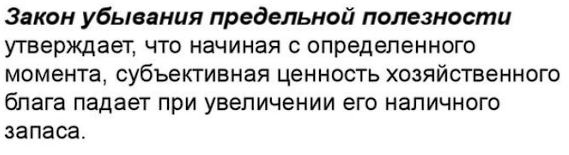 Закон убывания предельной полезности
утверждает, что начиная с определенного
момента, субъективная ценность хозяйственного
блага падает при увеличении его наличного
запаса.